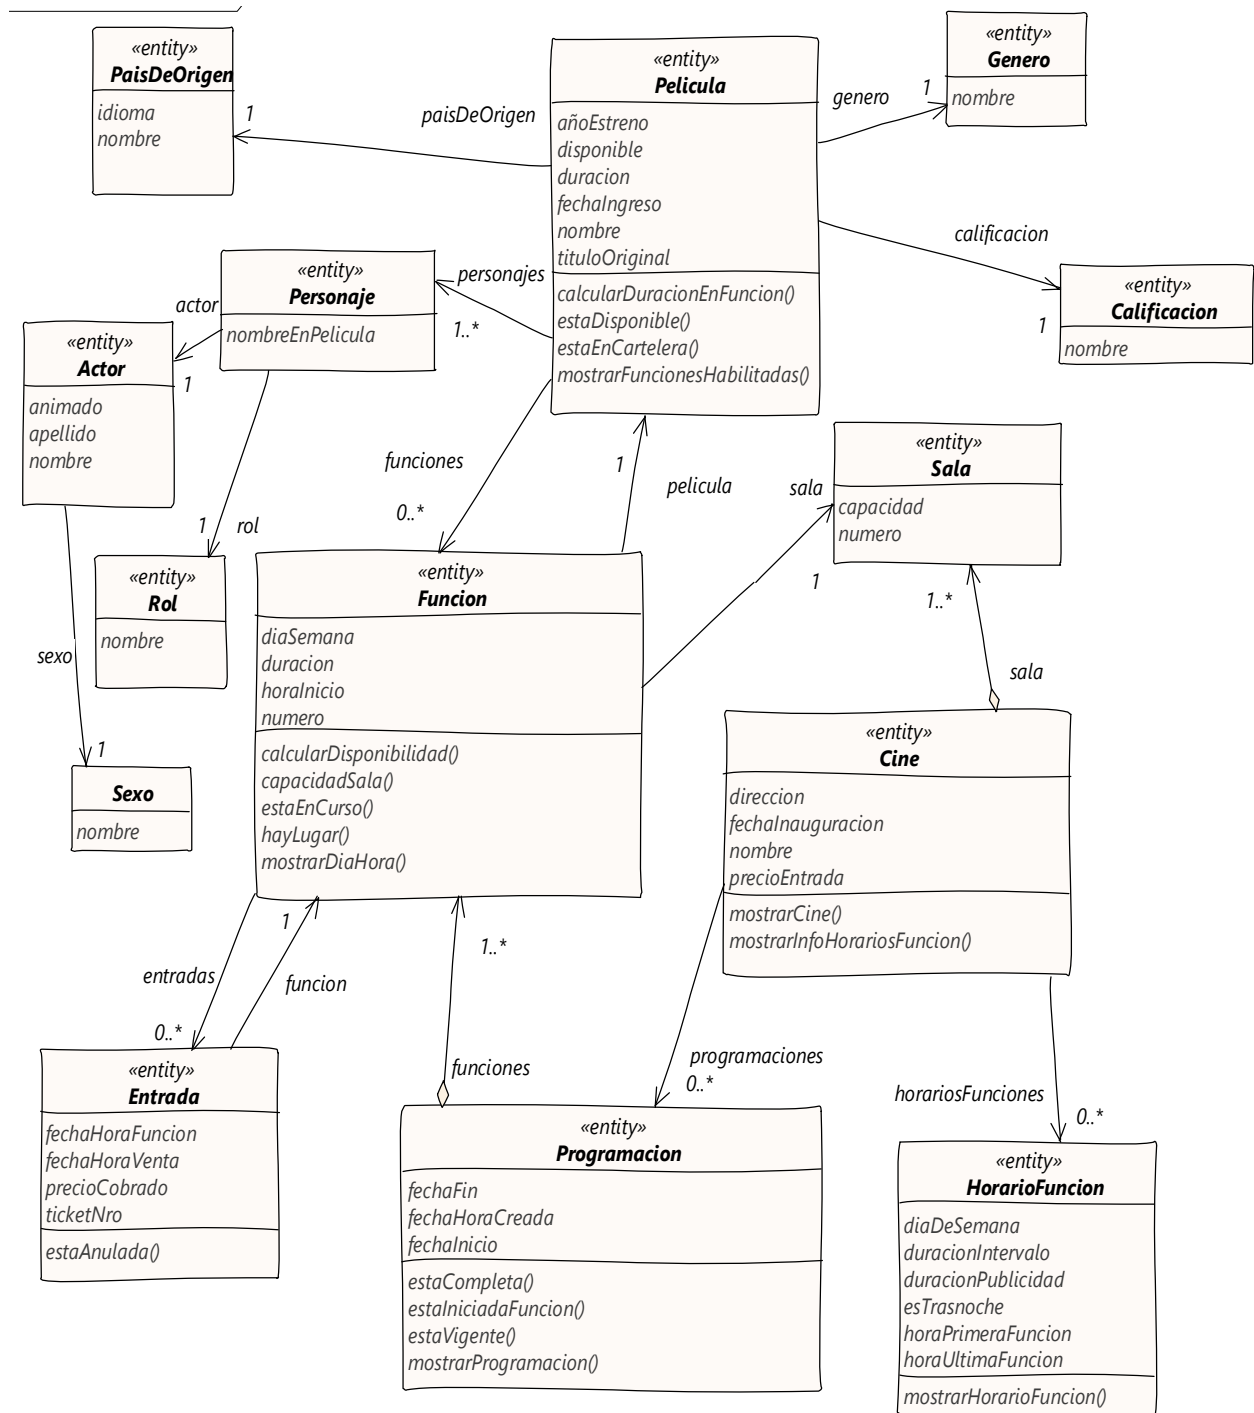 «entity»
PaisDeOrigen
idioma
nombre
1
paisDeOrigen
«entity»
Pelicula
añoEstreno
disponible
duracion
fechaIngreso
nombre
tituloOriginal
calcularDuracionEnFuncion()
estaDisponible()
estaEnCartelera()
mostrarFuncionesHabilitadas()
genero
1
«entity»
Genero
nombre
calificacion
1
«entity»
Calificacion
nombre
personajes
1..*
«entity»
Personaje
nombreEnPelicula
actor
1
«entity»
Actor
animado
apellido
nombre
1
rol
«entity»
Rol
nombre
sexo
1
Sexo
nombre
funciones
0..*
1
pelicula
sala
1
«entity»
Sala
capacidad
numero
1..*
sala
«entity»
Funcion
diaSemana
duracion
horaInicio
numero
calcularDisponibilidad()
capacidadSala()
estaEnCurso()
hayLugar()
mostrarDiaHora()
«entity»
Cine
direccion
fechaInauguracion
nombre
precioEntrada
mostrarCine()
mostrarInfoHorariosFuncion()
entradas
0..*
1
funcion
1..*
funciones
programaciones
0..*
horariosFunciones
0..*
«entity»
Entrada
fechaHoraFuncion
fechaHoraVenta
precioCobrado
ticketNro
estaAnulada()
«entity»
Programacion
fechaFin
fechaHoraCreada
fechaInicio
estaCompleta()
estaIniciadaFuncion()
estaVigente()
mostrarProgramacion()
«entity»
HorarioFuncion
diaDeSemana
duracionIntervalo
duracionPublicidad
esTrasnoche
horaPrimeraFuncion
horaUltimaFuncion
mostrarHorarioFuncion()